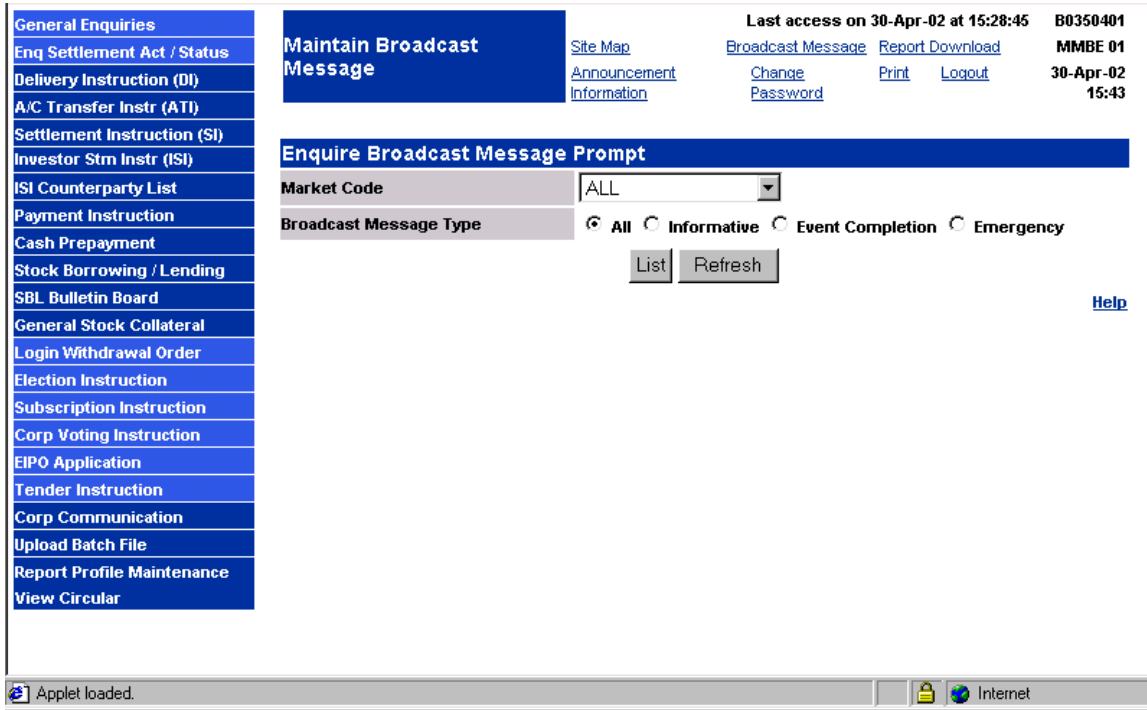 General Enquiries
Enq Settlement Act / Status
Delivery Instruction (DI)
A/C Transfer Instr (ATI)
Settlement Instruction (SI)
Investor Stm Instr (ISI)
ISI Counterparty List
Payment Instruction
Cash Prepayment
Stock Borrowing / Lending
SBL Bulletin Board
General Stock Collateral
Login Withdrawal Order
Election Instruction
Subscription Instruction
Corp Voting Instruction
EIPO Application
Tender Instruction
Corp Communication
Upload Batch File
Report Profile Maintenance
View Circular
Maintain Broadcast
Message
Last access on 30-Apr-02 at 15:28:45 B0350401
Site Map Broadcast Message Report Download MMBE 01
Announcement Change Print Logout 30-Apr-02
Information Password 15:43
Enquire Broadcast Message Prompt
Market Code ALL
Broadcast Message Type All Informative Event Completion Emergency
List Refresh
Help
Applet loaded. Internet